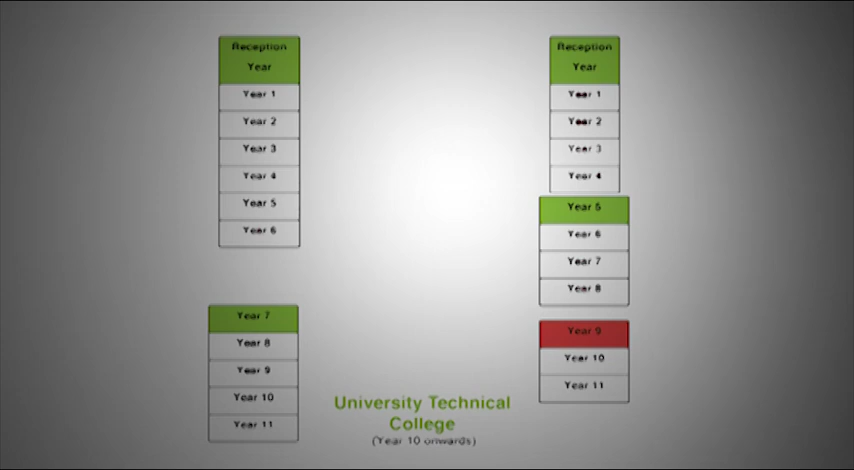 Reception
Year
Year 1
Year 2
Year 3
Year 4
Year 5
Year 6
Year 7
Year 8
Year 9
Year 10
Year 11
University Technical
College
(Year 10 onwards)
Reception
Year
Year 1
Year 2
Year 3
Year 4
Year 5
Year 6
Year 7
Year 8
Year 9
Year 10
Year 11